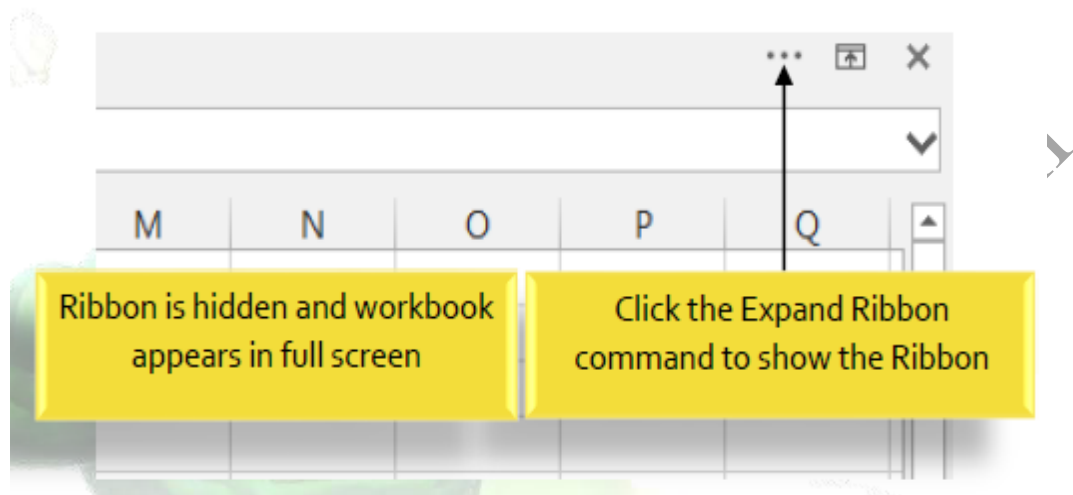 M N O P Q
Ribbon is hidden and workbook
appears in full screen
Click the Expand Ribbon
command to show the Ribbon